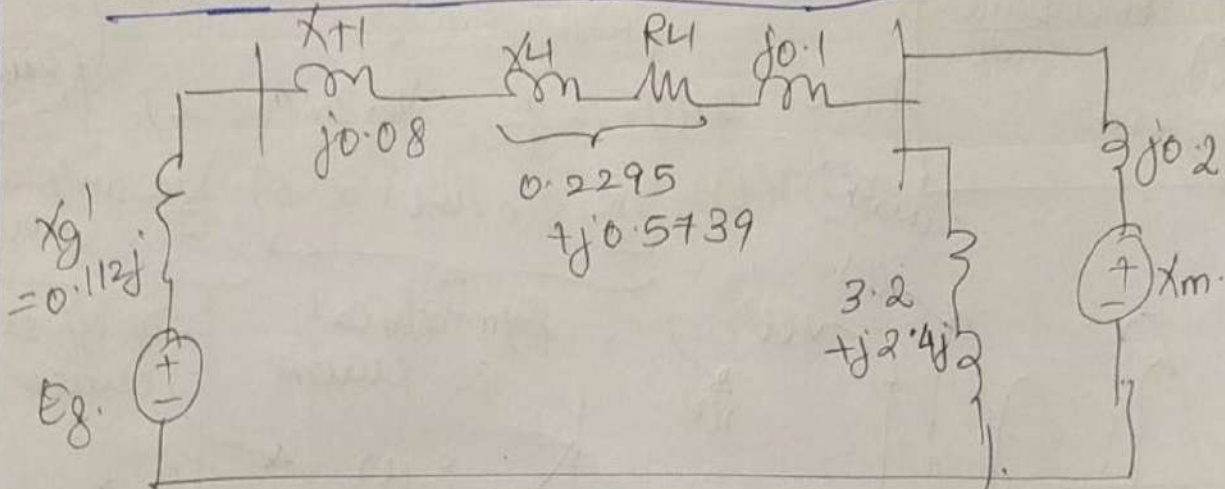 X+1
X4
R4
j0.1
j0.08
0.2295
+j0.5739
j0.2
Xg'
=0.112j
3.2
+j2.4j
+
-
Xm.
Eg.
+
-